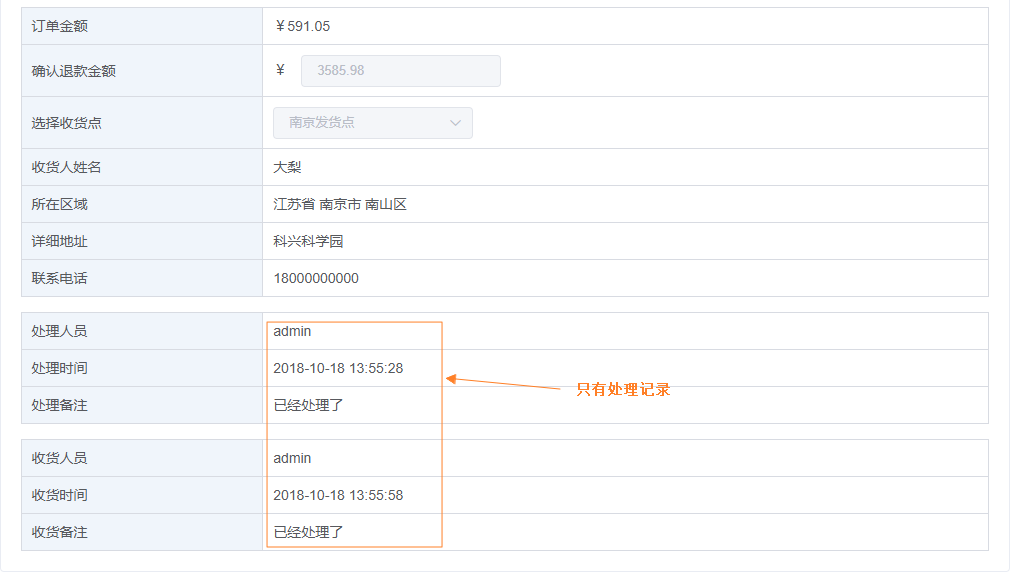 订单金额 ￥591.05
确认退款金额 ￥ 3585.98
选择收货点 南京发货点
收货人姓名 大梨
所在区域 江苏省 南京市 南山区
详细地址 科兴科学园
联系电话 18000000000
处理人员 admin
处理时间 2018-10-18 13:55:28
只有处理记录
处理备注 已经处理了
收货人员 admin
收货时间 2018-10-18 13:55:58
收货备注 已经处理了